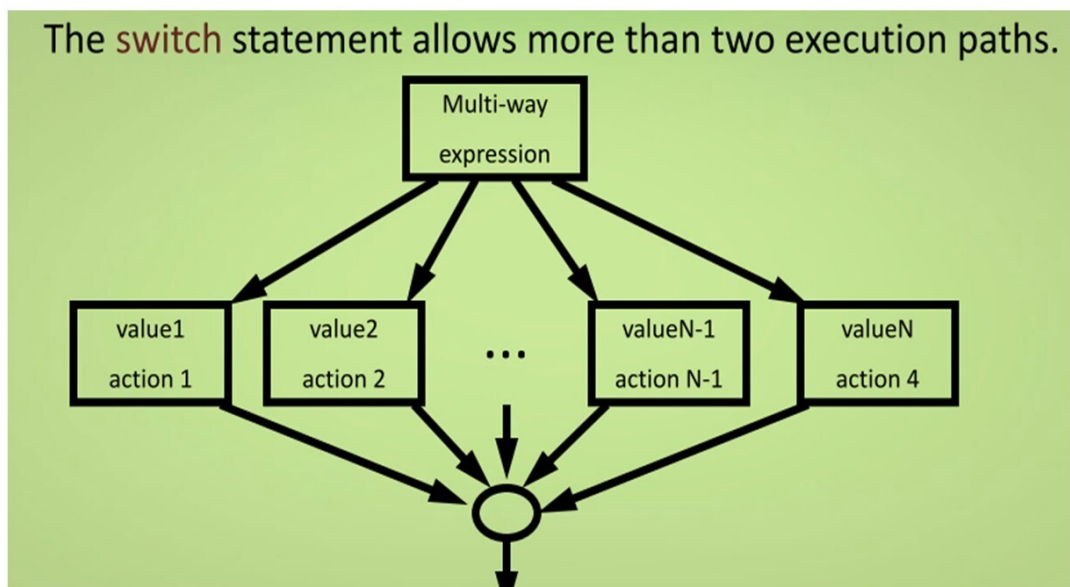 The switch statement allows more than two execution paths.
Multi-way
expression
value1
action 1
value2
action 2
...
valueN-1
action N-1
valueN
action 4